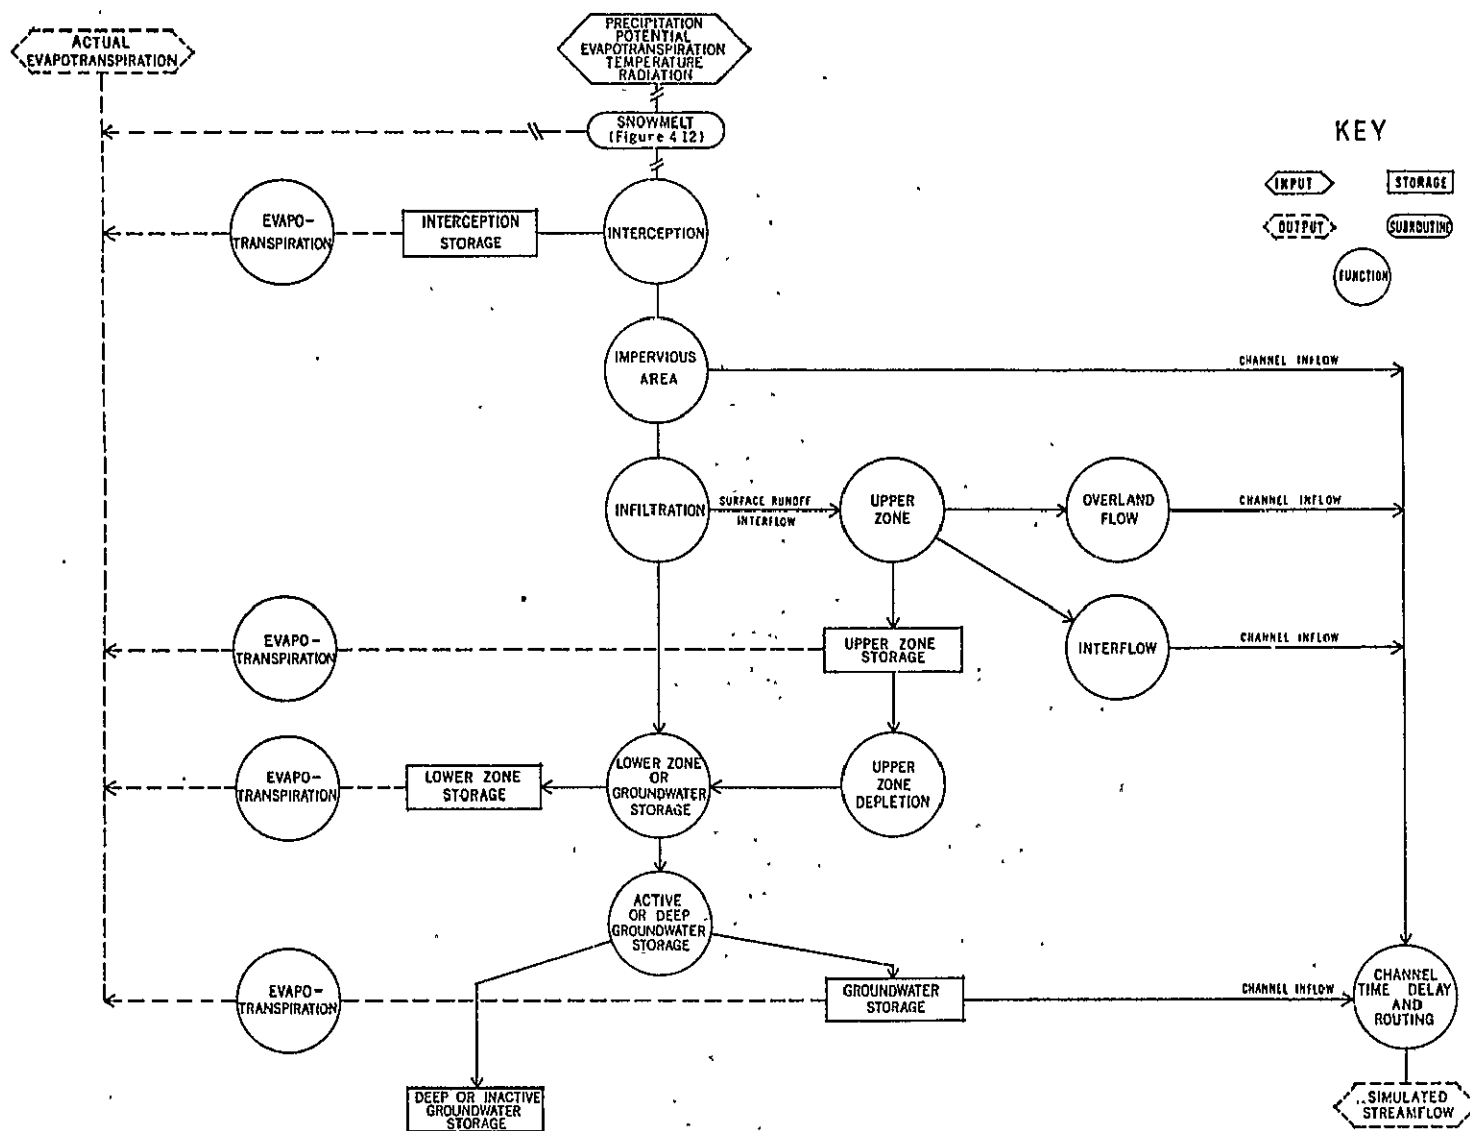 ACTUAL
EVAPOTRANSPIRATION
PRECIPITATION
POTENTIAL
EVAPOTRANSPIRATION
TEMPERATURE
RADIATION
SNOWMELT
(Figure 4 12)
KEY
INPUT
STORAGE
OUTPUT
SUBROUTINE
FUNCTION
EVAPO-
TRANSPIRATION
INTERCEPTION
STORAGE
INTERCEPTION
IMPERVIOUS
AREA
CHANNEL INFLOW
INFILTRATION
SURFACE RUNOFF
INTERFLOW
UPPER
ZONE
OVERLAND
FLOW
CHANNEL INFLOW
EVAPO-
TRANSPIRATION
UPPER ZONE
STORAGE
INTERFLOW
CHANNEL INFLOW
EVAPO-
TRANSPIRATION
LOWER ZONE
STORAGE
LOWER ZONE
OR
GROUNDWATER
STORAGE
UPPER
ZONE
DEPLETION
ACTIVE
OR DEEP
GROUNDWATER
STORAGE
EVAPO-
TRANSPIRATION
GROUNDWATER
STORAGE
CHANNEL INFLOW
CHANNEL
TIME DELAY
AND
ROUTING
DEEP OR INACTIVE
GROUNDWATER
STORAGE
SIMULATED
STREAMFLOW